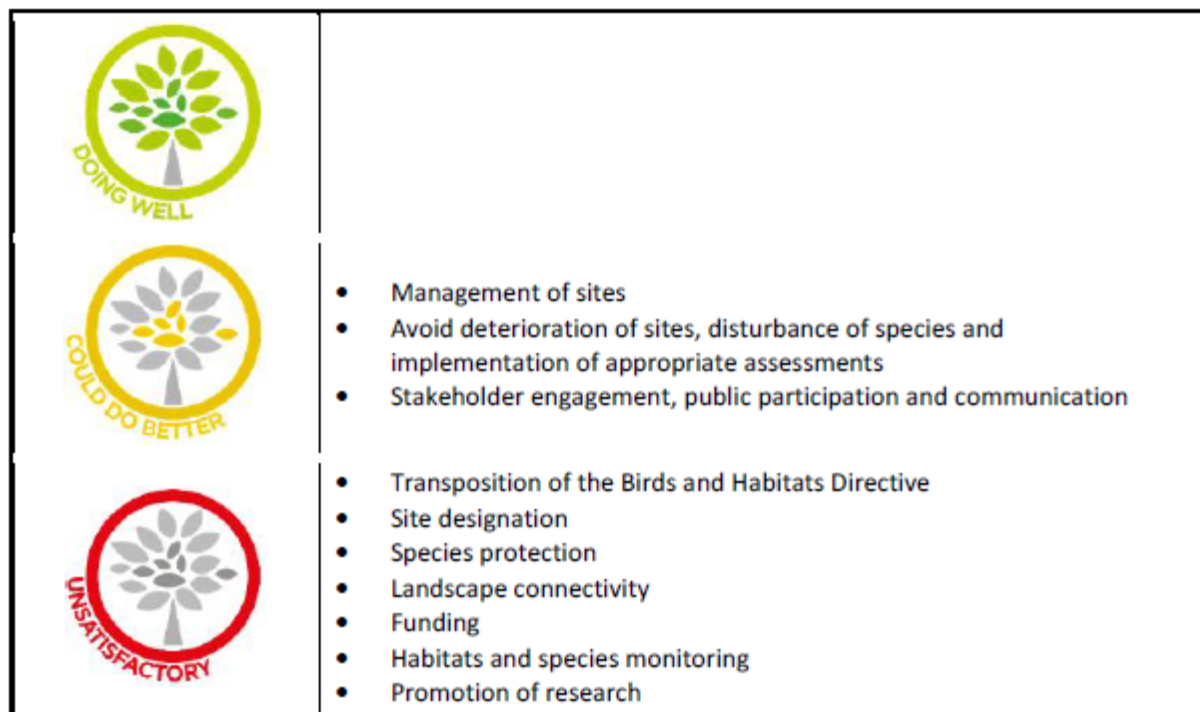 DOING WELL
COULD DO BETTER
• Management of sites
• Avoid deterioration of sites, disturbance of species and
implementation of appropriate assessments
• Stakeholder engagement, public participation and communication
UNSATISFACTORY
• Transposition of the Birds and Habitats Directive
• Site designation
• Species protection
• Landscape connectivity
• Funding
• Habitats and species monitoring
• Promotion of research